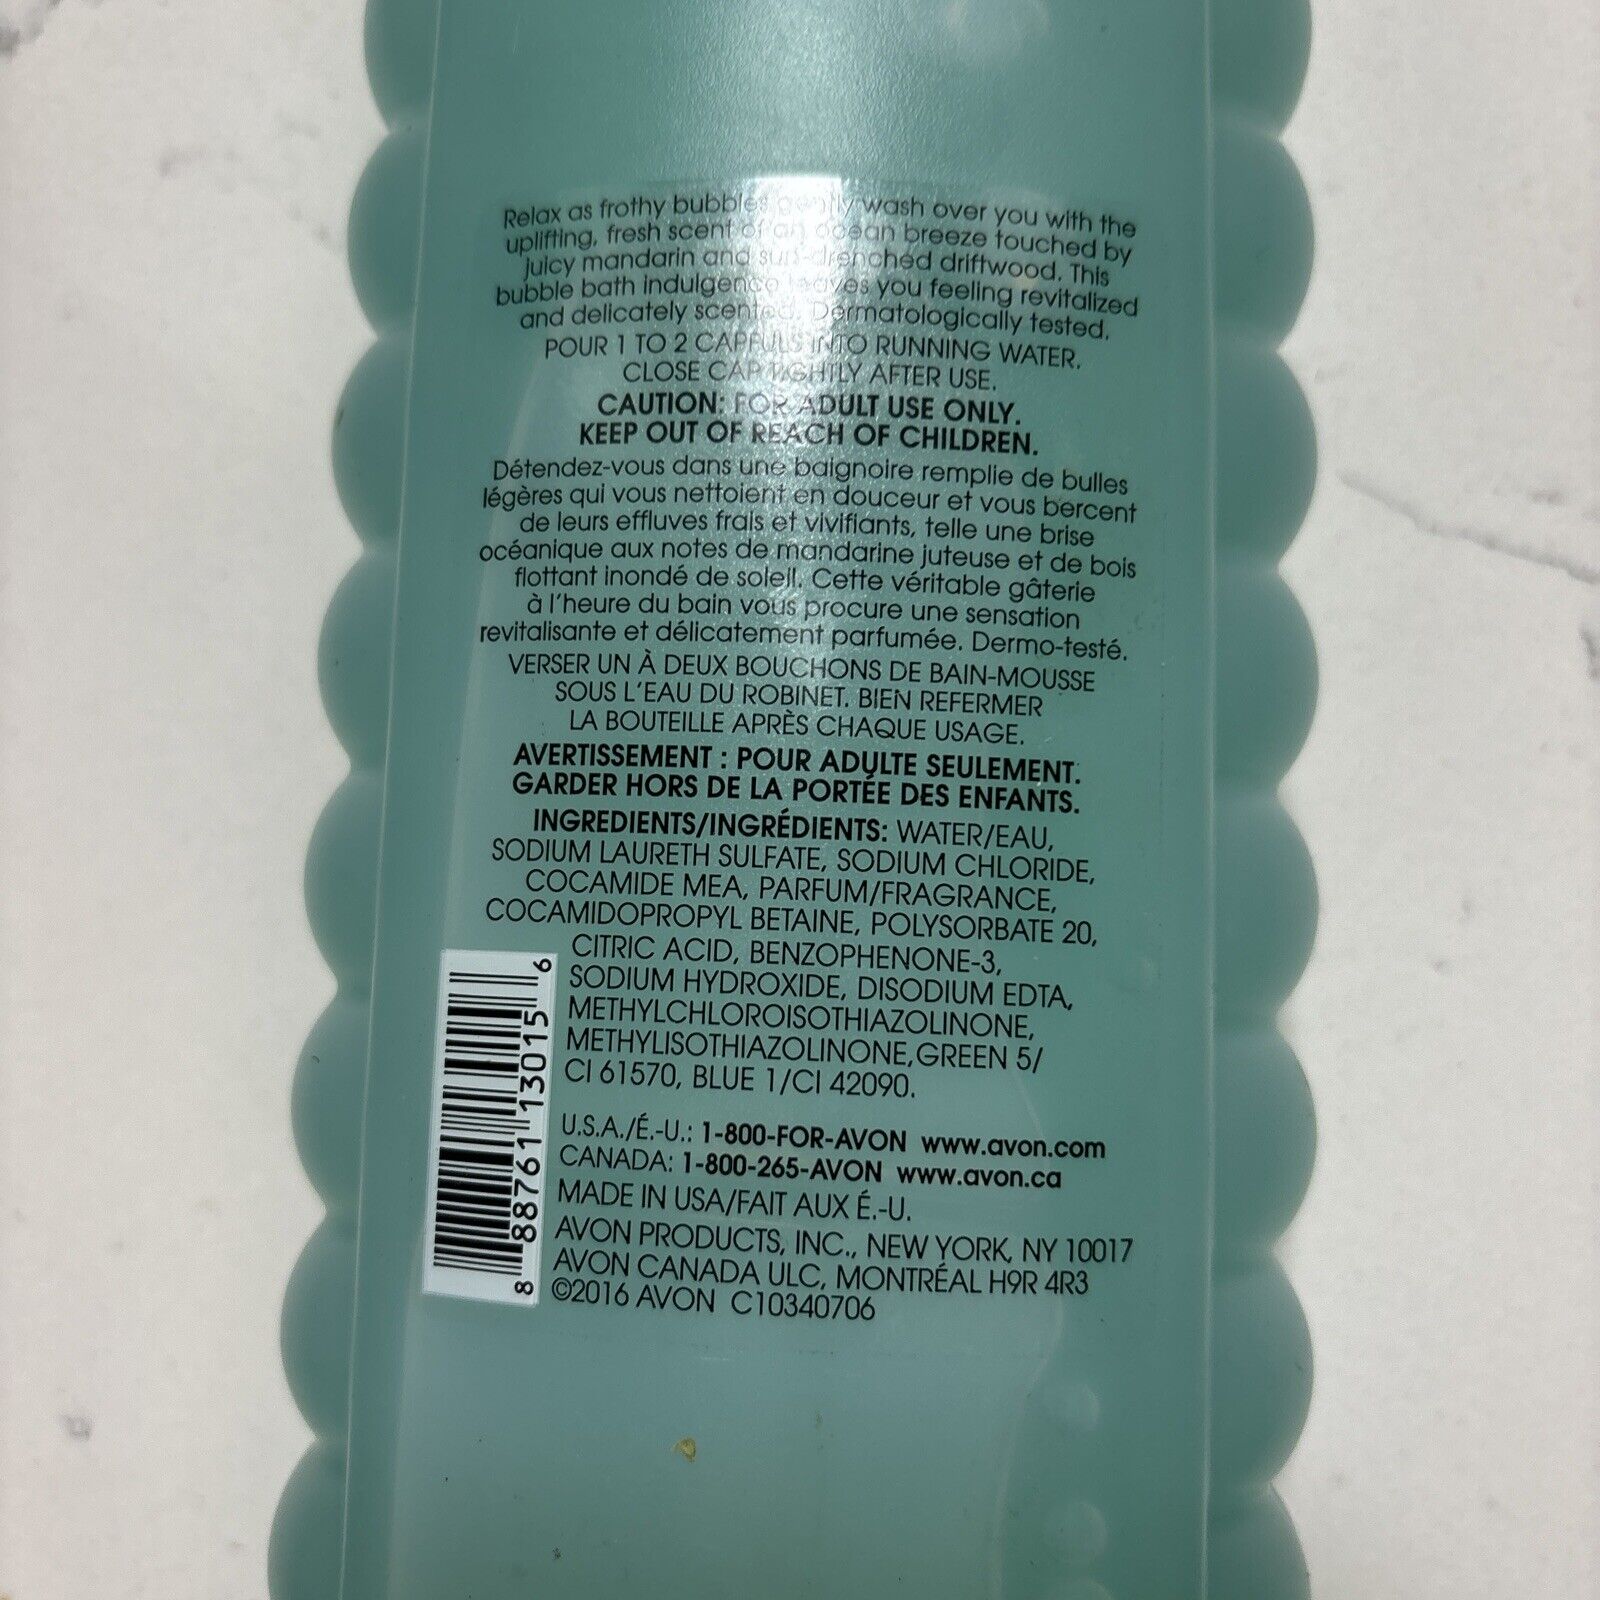 Relax as frothy bubbles gently wash over you with the
uplifting, fresh scent of an ocean breeze touched by
juicy mandarin and sun-drenched driftwood. This
bubble bath indulgence leaves you feeling revitalized
and delicately scented. Dermatologically tested.
POUR 1 TO 2 CAPFULS INTO RUNNING WATER.
CLOSE CAP TIGHTLY AFTER USE.
CAUTION: FOR ADULT USE ONLY.
KEEP OUT OF REACH OF CHILDREN.
Détendez-vous dans une baignoire remplie de bulles
légères qui vous nettoient en douceur et vous bercent
de leurs effluves frais et vivifiants, telle une brise
océanique aux notes de mandarine juteuse et de bois
flottant inondé de soleil. Cette véritable gâterie
à l'heure du bain vous procure une sensation
revitalisante et délicatement parfumée. Dermo-testé.
VERSER UN À DEUX BOUCHONS DE BAIN-MOUSSE
SOUS L'EAU DU ROBINET. BIEN REFERMER
LA BOUTEILLE APRÈS CHAQUE USAGE.
AVERTISSEMENT : POUR ADULTE SEULEMENT.
GARDER HORS DE LA PORTÉE DES ENFANTS.
INGREDIENTS/INGRÉDIENTS: WATER/EAU,
SODIUM LAURETH SULFATE, SODIUM CHLORIDE,
COCAMIDE MEA, PARFUM/FRAGRANCE,
COCAMIDOPROPYL BETAINE, POLYSORBATE 20,
CITRIC ACID, BENZOPHENONE-3,
SODIUM HYDROXIDE, DISODIUM EDTA,
METHYLCHLOROISOTHIAZOLINONE,
METHYLISOTHIAZOLINONE,GREEN 5/
CI 61570, BLUE 1/CI 42090.
8 88761 13015 6
U.S.A./É.-U.: 1-800-FOR-AVON www.avon.com
CANADA: 1-800-265-AVON www.avon.ca
MADE IN USA/FAIT AUX É.-U.
AVON PRODUCTS, INC., NEW YORK, NY 10017
AVON CANADA ULC, MONTRÉAL H9R 4R3
©2016 AVON C10340706